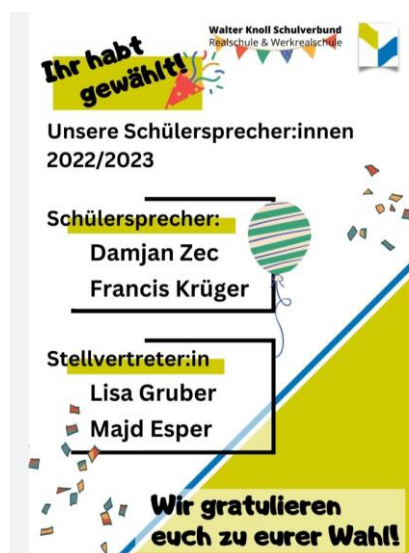 Walter Knoll Schulverbund
Realschule & Werkrealschule
Ihr habt
gewählt!
Unsere Schülersprecher:innen
2022/2023
Schülersprecher:
Damjan Zec
Francis Krüger
Stellvertreter:in
Lisa Gruber
Majd Esper
Wir gratulieren
euch zu eurer Wahl!